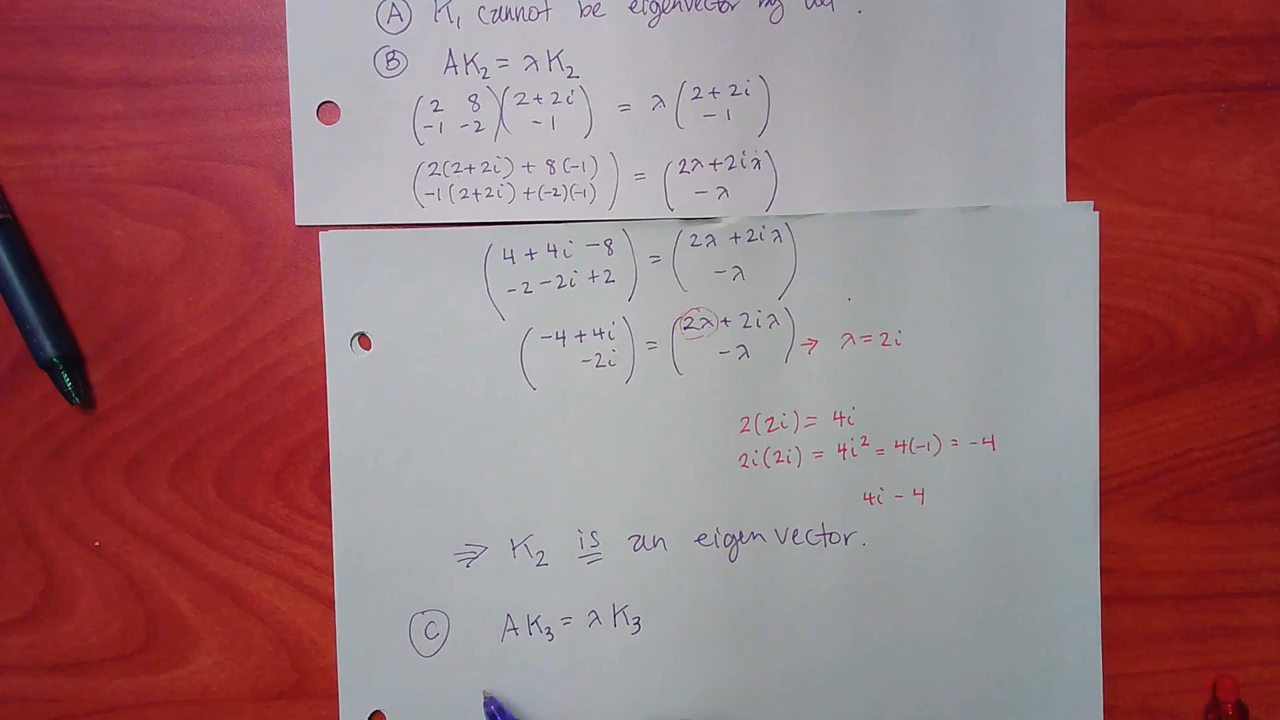 (A) K₁ cannot be eigenvector by
(B) AK₂ = λK₂
(2 8 / -1 -2)(2+2i / -1) = λ(2+2i / -1)
(2(2+2i) + 8(-1) / -1(2+2i) + (-2)(-1)) = (2λ+2iλ / -λ)
(4+4i-8 / -2-2i+2) = (2λ+2iλ / -λ)
(-4+4i / -2i) = (2λ+2iλ / -λ) → λ=2i
2(2i) = 4i
2i(2i) = 4i² = 4(-1) = -4
4i - 4
⇒ K₂ is an eigenvector.
(C) AK₃ = λK₃